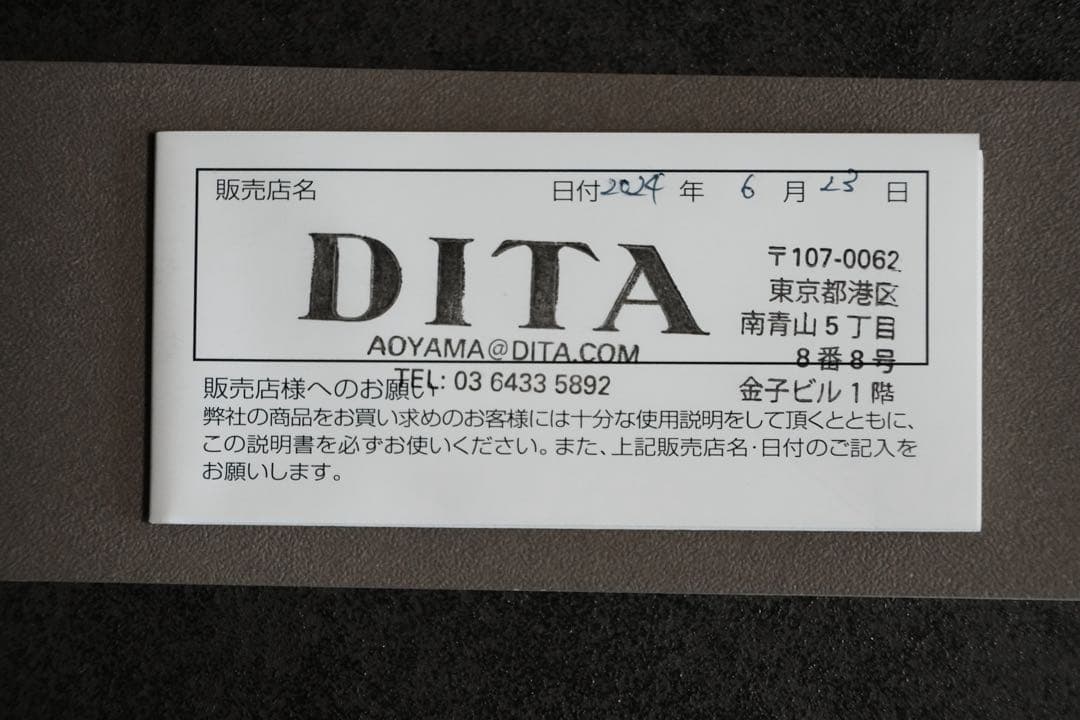 販売店名
日付2024年 6月23日
DITA
AOYAMA@DITA.COM
TEL: 03 6433 5892
〒107-0062
東京都港区
南青山5丁目
8番8号
金子ビル1階
販売店様へのお願い
弊社の商品をお買い求めのお客様には十分な使用説明をして頂くとともに、
この説明書を必ずお使いください。また、上記販売店名・日付のご記入を
お願いします。